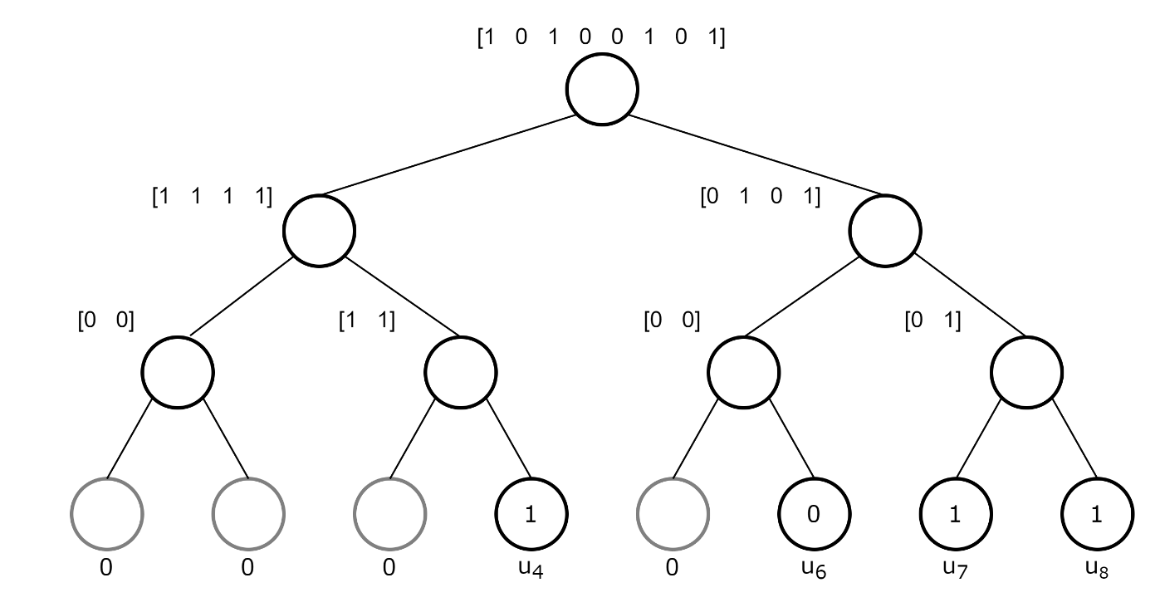 [1 0 1 0 0 1 0 1]
[1 1 1 1] [0 1 0 1]
[0 0] [1 1] [0 0] [0 1]
1 0 1 1
0 0 0 u₄ 0 u₆ u₇ u₈